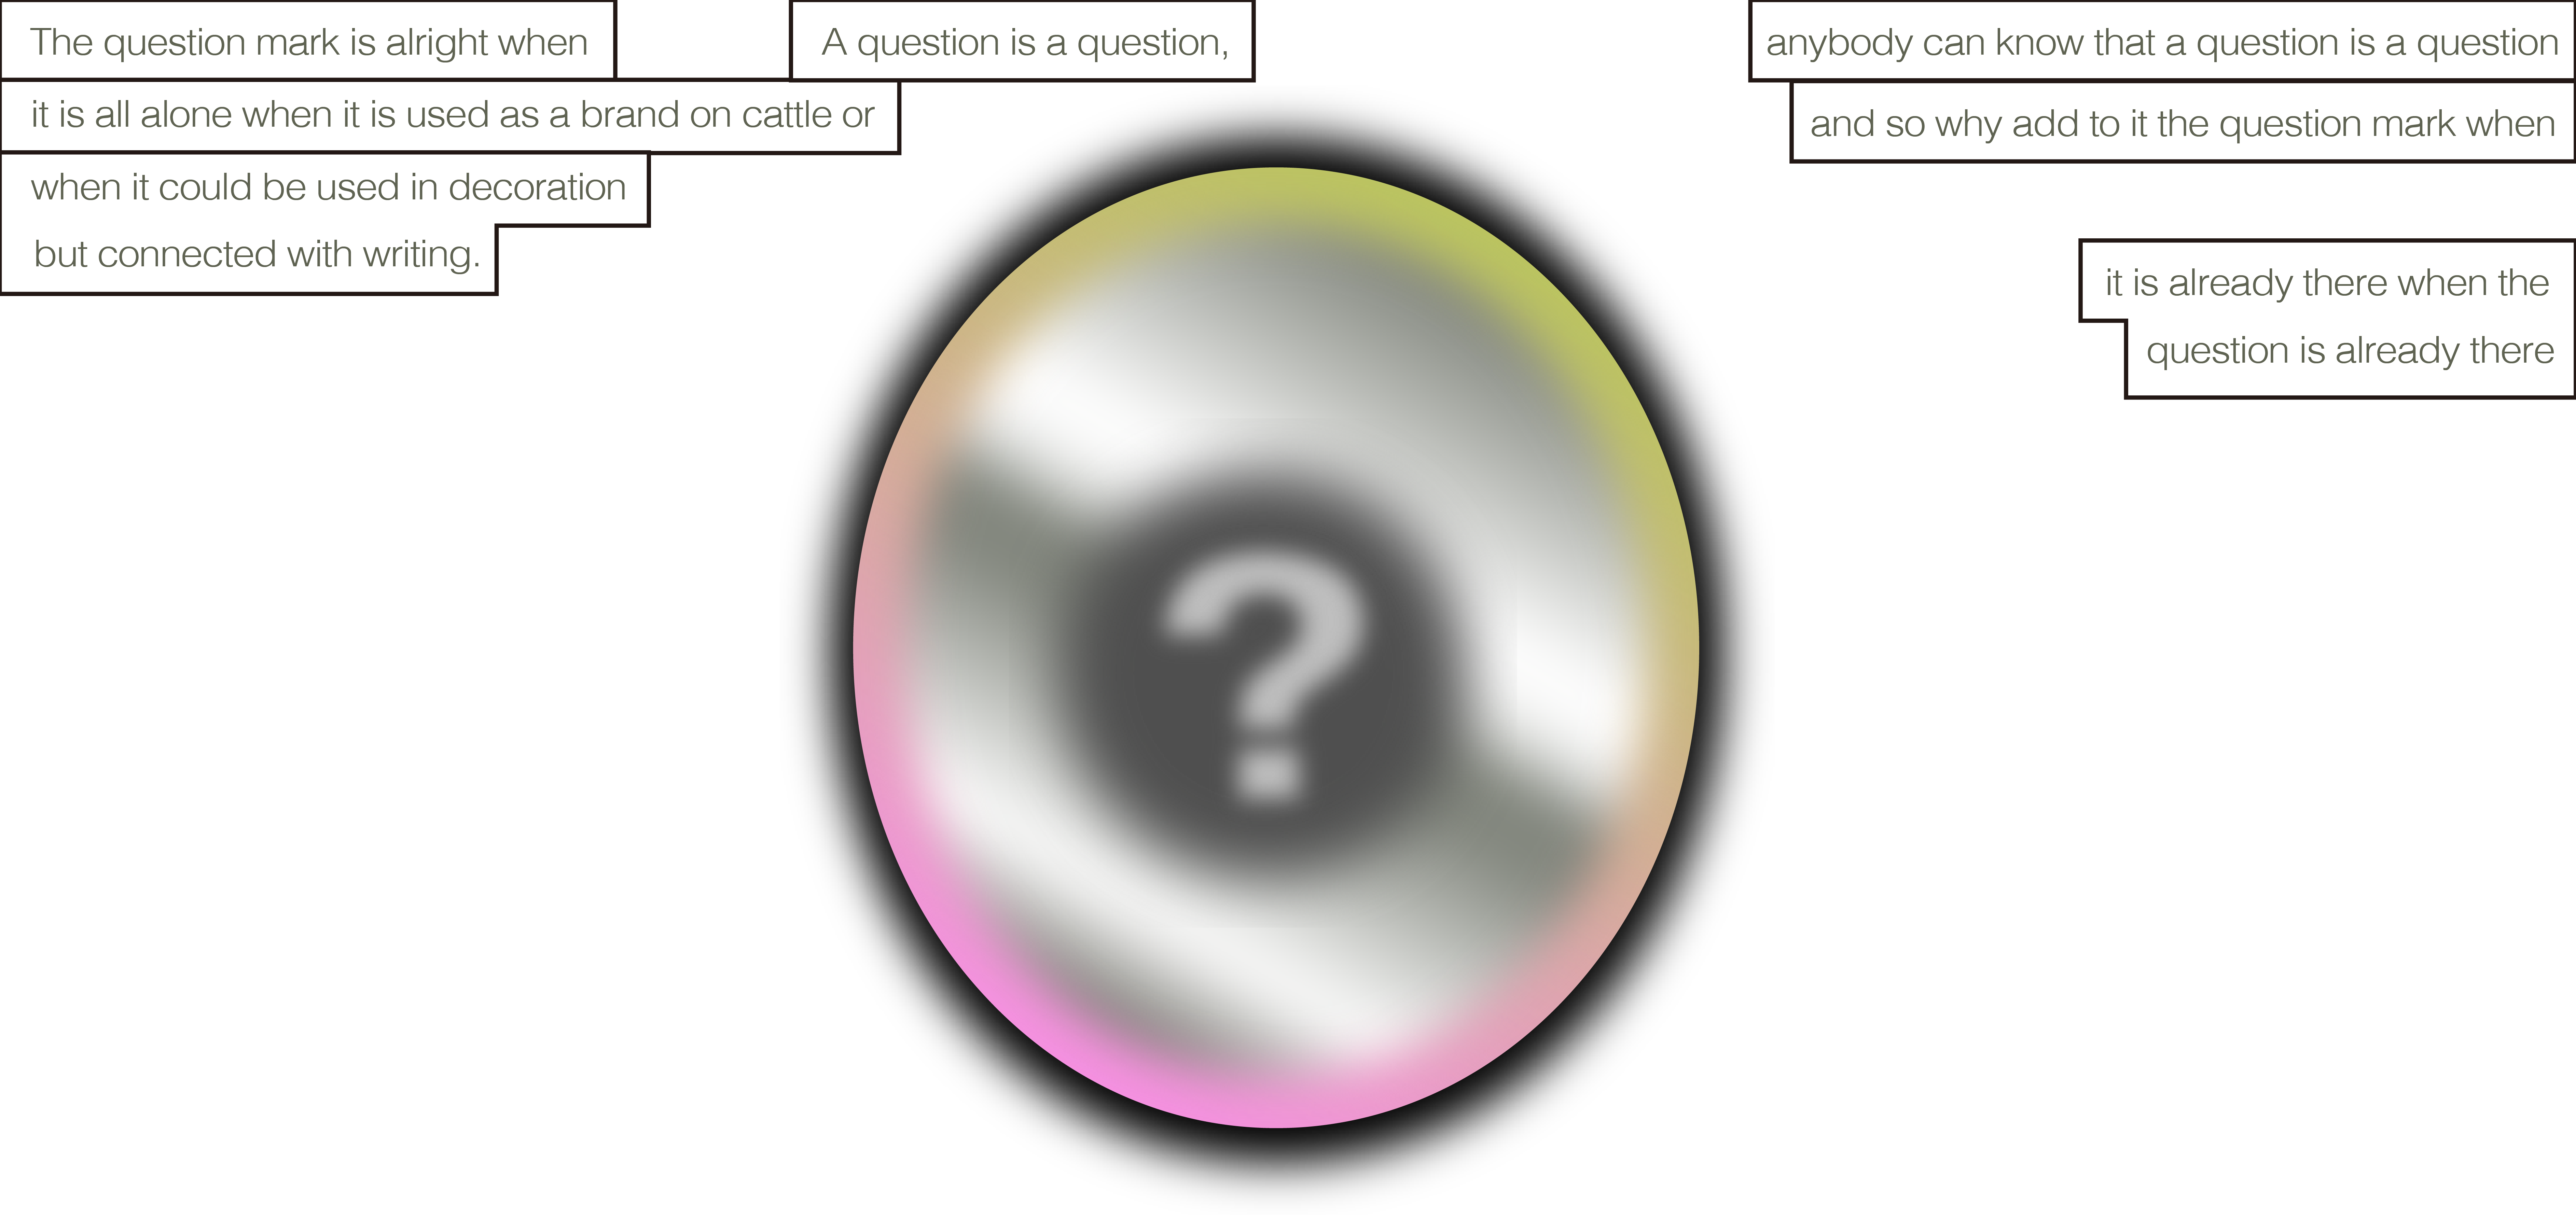 The question mark is alright when
it is all alone when it is used as a brand on cattle or
when it could be used in decoration
but connected with writing.
A question is a question,
anybody can know that a question is a question
and so why add to it the question mark when
it is already there when the
question is already there
?